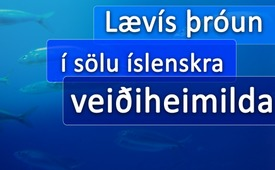 Lævís þróun
í sölu íslenskra
veiðiheimilda